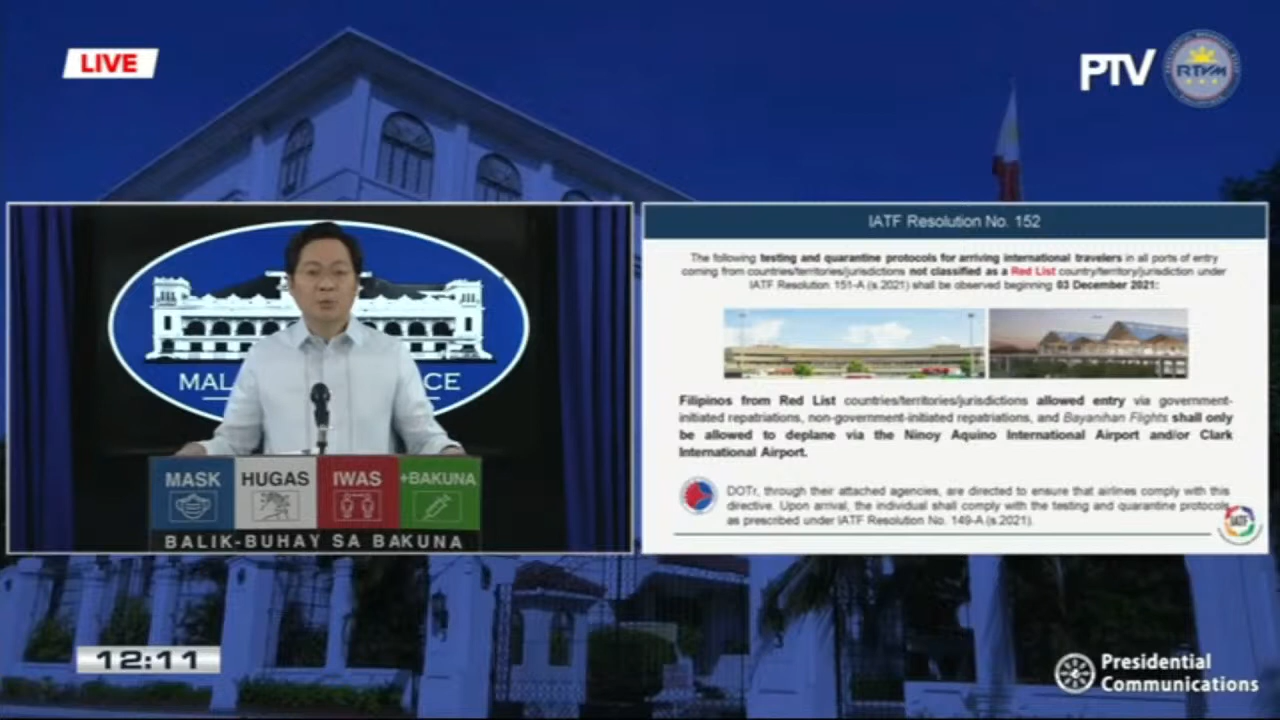 LIVE
PTV
RTVM
IATF Resolution No. 152
The following testing and quarantine protocols for arriving international travelers in all ports of entry
coming from countries/territories/jurisdictions not classified as a Red List country/territory/jurisdiction under
IATF Resolution 151-A (s.2021) shall be observed beginning 03 December 2021:
Filipinos from Red List countries/territories/jurisdictions allowed entry via government-
initiated repatriations, non-government-initiated repatriations, and Bayanihan Flights shall only
be allowed to deplane via the Ninoy Aquino International Airport and/or Clark
International Airport.
DOTr, through their attached agencies, are directed to ensure that airlines comply with this
directive. Upon arrival, the individual shall comply with the testing and quarantine protocols
as prescribed under IATF Resolution No. 149-A (s.2021).
IATF
MAL CE
MASK HUGAS IWAS +BAKUNA
BALIK-BUHAY SA BAKUNA
12:11
Presidential
Communications